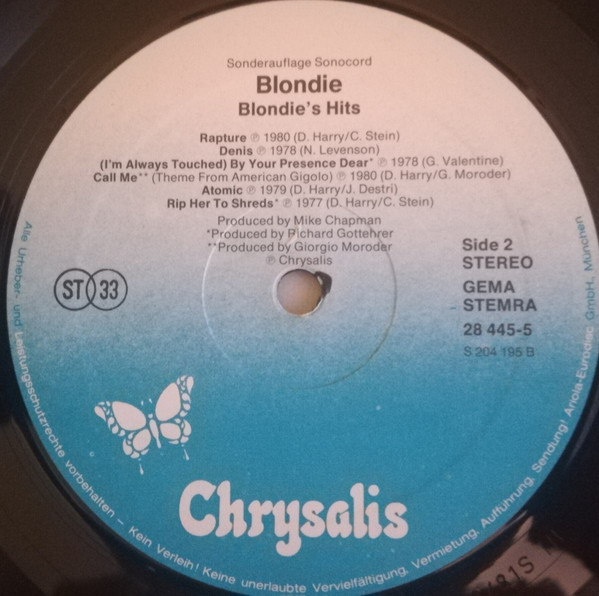 Sonderauflage Sonocord
Blondie
Blondie's Hits
Rapture ℗ 1980 (D. Harry/C. Stein)
Denis ℗ 1978 (N. Levenson)
(I'm Always Touched) By Your Presence Dear* ℗ 1978 (G. Valentine)
Call Me** (Theme From American Gigolo) ℗ 1980 (D. Harry/G. Moroder)
Atomic ℗ 1979 (D. Harry/J. Destri)
Rip Her To Shreds* ℗ 1977 (D. Harry/C. Stein)
Produced by Mike Chapman
*Produced by Richard Gottehrer
**Produced by Giorgio Moroder
℗ Chrysalis
Side 2
STEREO
GEMA
STEMRA
28 445-5
S 204 195 B
ST 33
Chrysalis
Alle Urheber- und Leistungsschutzrechte vorbehalten – Kein Verleih! Keine unerlaubte Vervielfältigung, Vermietung, Aufführung, Sendung! Ariola-Eurodisc GmbH., München